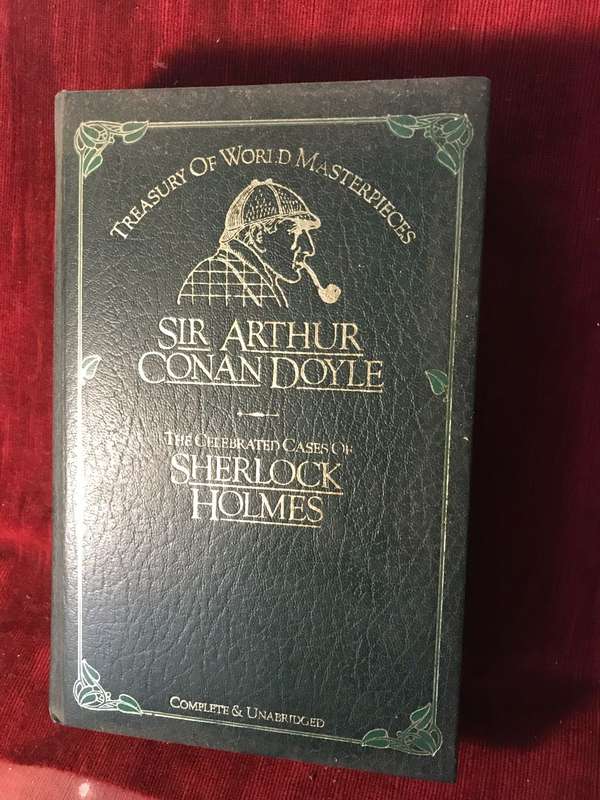 TREASURY OF WORLD MASTERPIECES
SIR ARTHUR
CONAN DOYLE
THE CELEBRATED CASES OF
SHERLOCK
HOLMES
COMPLETE & UNABRIDGED